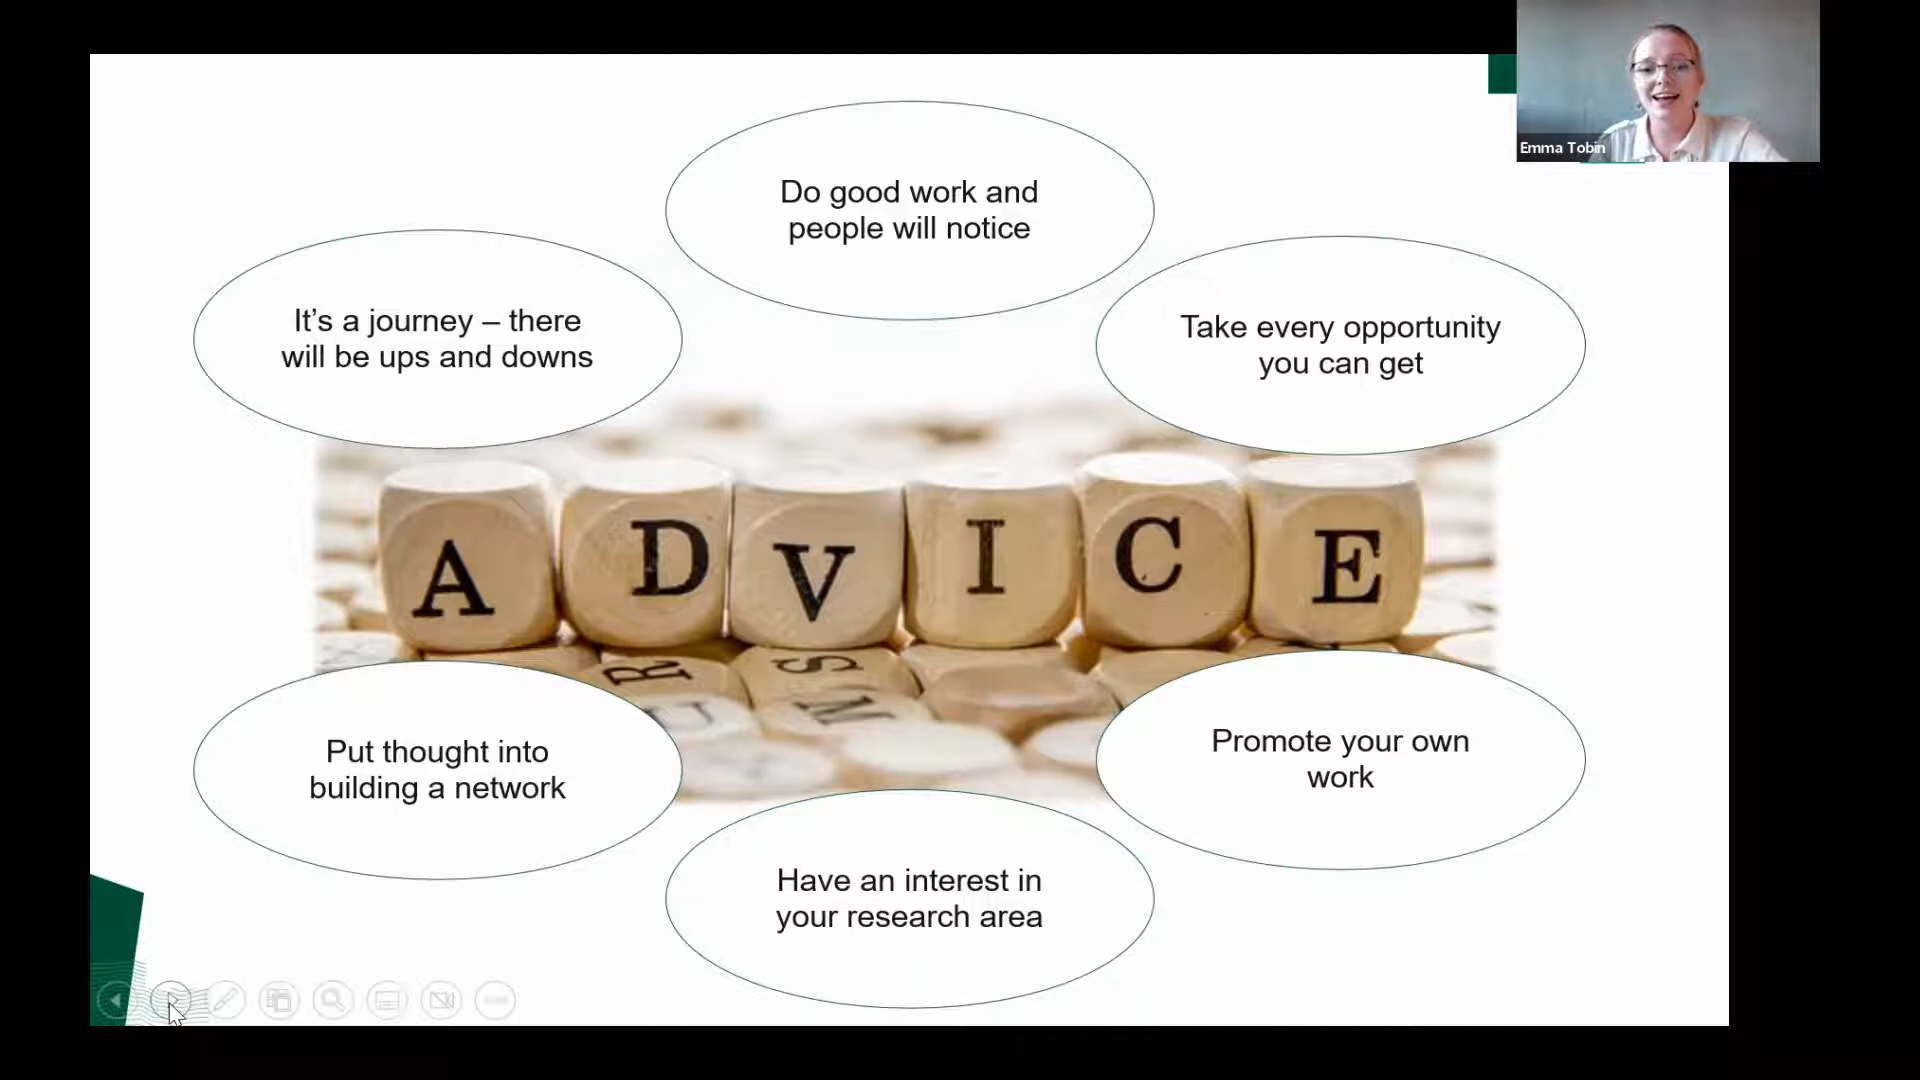 Emma Tobin
Do good work and
people will notice
It’s a journey – there
will be ups and downs
Take every opportunity
you can get
A D V I C E
R S
M
Put thought into
building a network
Promote your own
work
Have an interest in
your research area